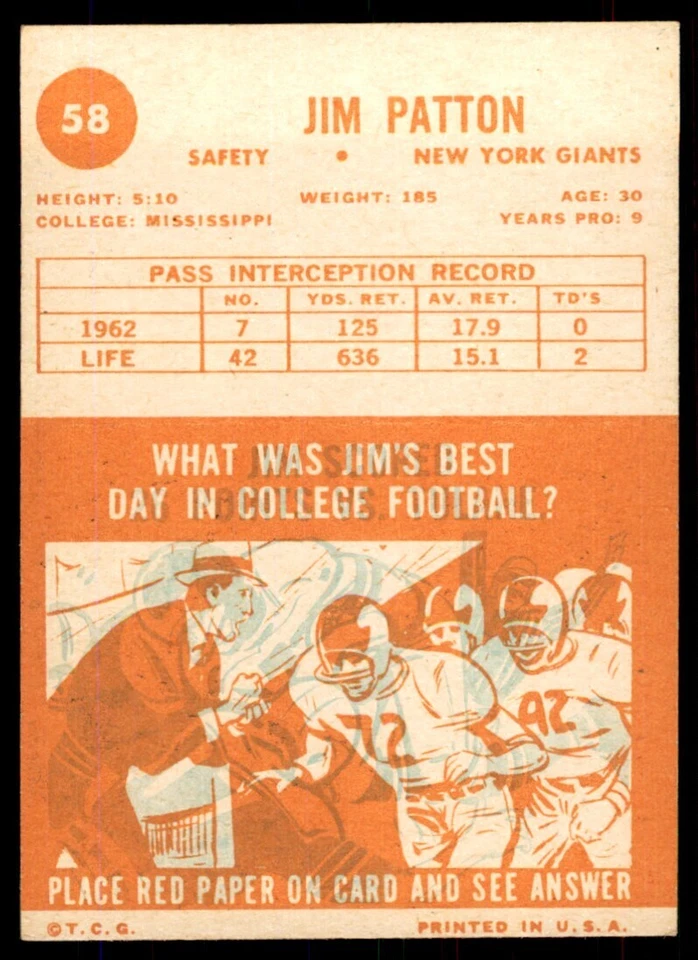 58
JIM PATTON
SAFETY • NEW YORK GIANTS
HEIGHT: 5:10 WEIGHT: 185 AGE: 30
COLLEGE: MISSISSIPPI YEARS PRO: 9
PASS INTERCEPTION RECORD
NO. YDS. RET. AV. RET. TD'S
1962 7 125 17.9 0
LIFE 42 636 15.1 2
WHAT WAS JIM'S BEST
DAY IN COLLEGE FOOTBALL?
72
42
PLACE RED PAPER ON CARD AND SEE ANSWER
©T.C.G. PRINTED IN U.S.A.